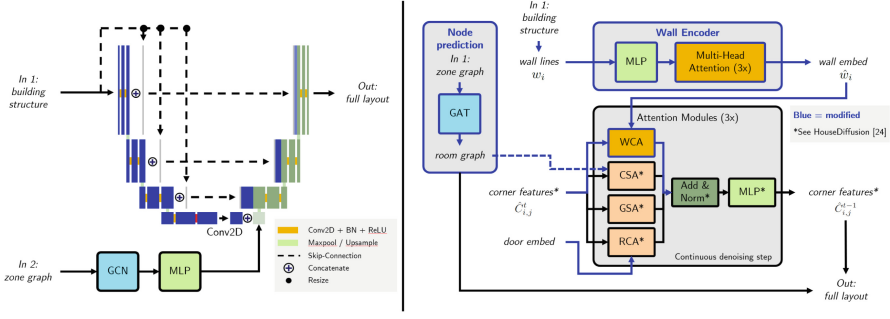 In 1:
building
structure
Out:
full layout
Conv2D
In 2:
zone graph
GCN
MLP
Conv2D + BN + ReLU
Maxpool / Upsample
Skip-Connection
Concatenate
Resize
Node
prediction
In 1:
zone graph
GAT
room graph
In 1:
building
structure
wall lines
w_i
Wall Encoder
MLP
Multi-Head
Attention (3x)
wall embed
ŵ_i
Attention Modules (3x)
WCA
CSA*
GSA*
RCA*
Add &
Norm*
MLP*
Continuous denoising step
Blue = modified
*See HouseDiffusion [24]
corner features*
Ĉ^t_{i,j}
door embed
corner features*
Ĉ^{t−1}_{i,j}
Out:
full layout